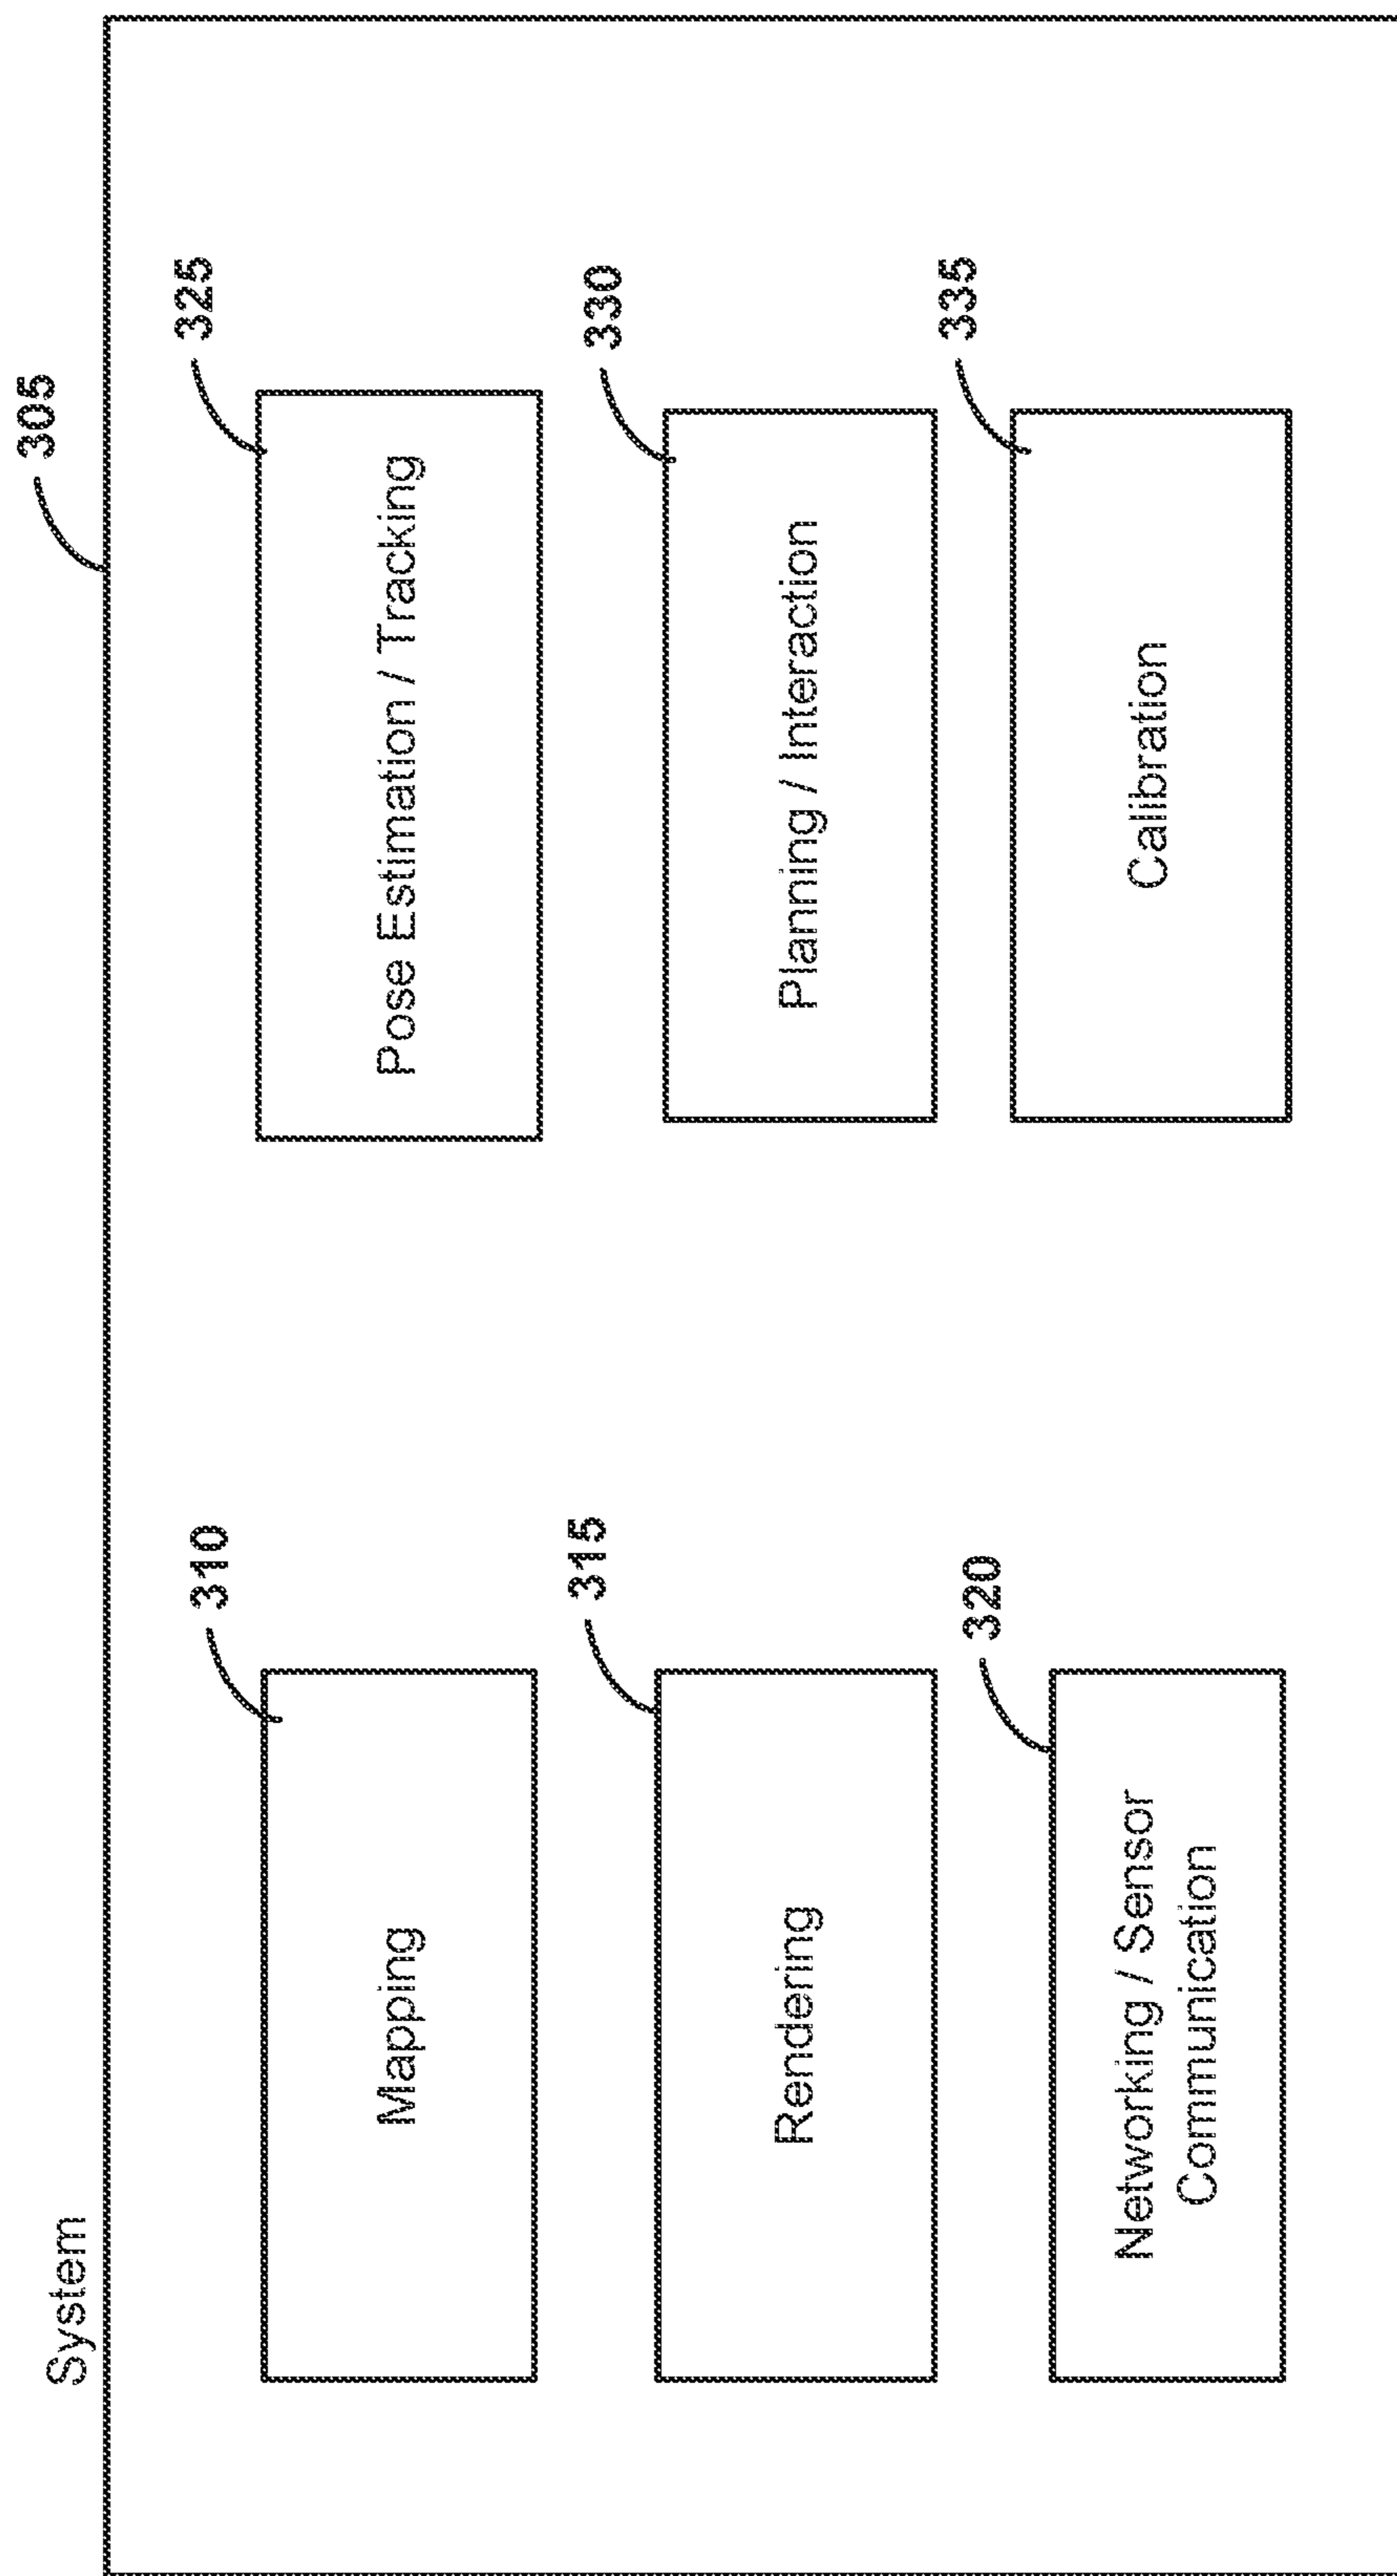 System
305
310
Mapping
315
Rendering
320
Networking / Sensor
Communication
325
Pose Estimation / Tracking
330
Planning / Interaction
335
Calibration